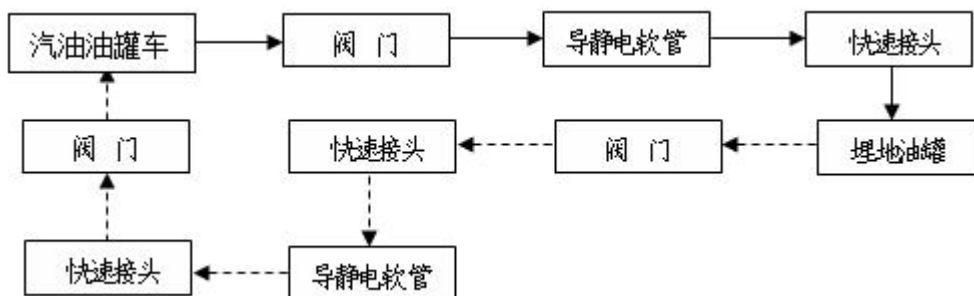 汽油油罐车
阀 门
导静电软管
快速接头
阀 门
快速接头
阀 门
埋地油罐
快速接头
导静电软管